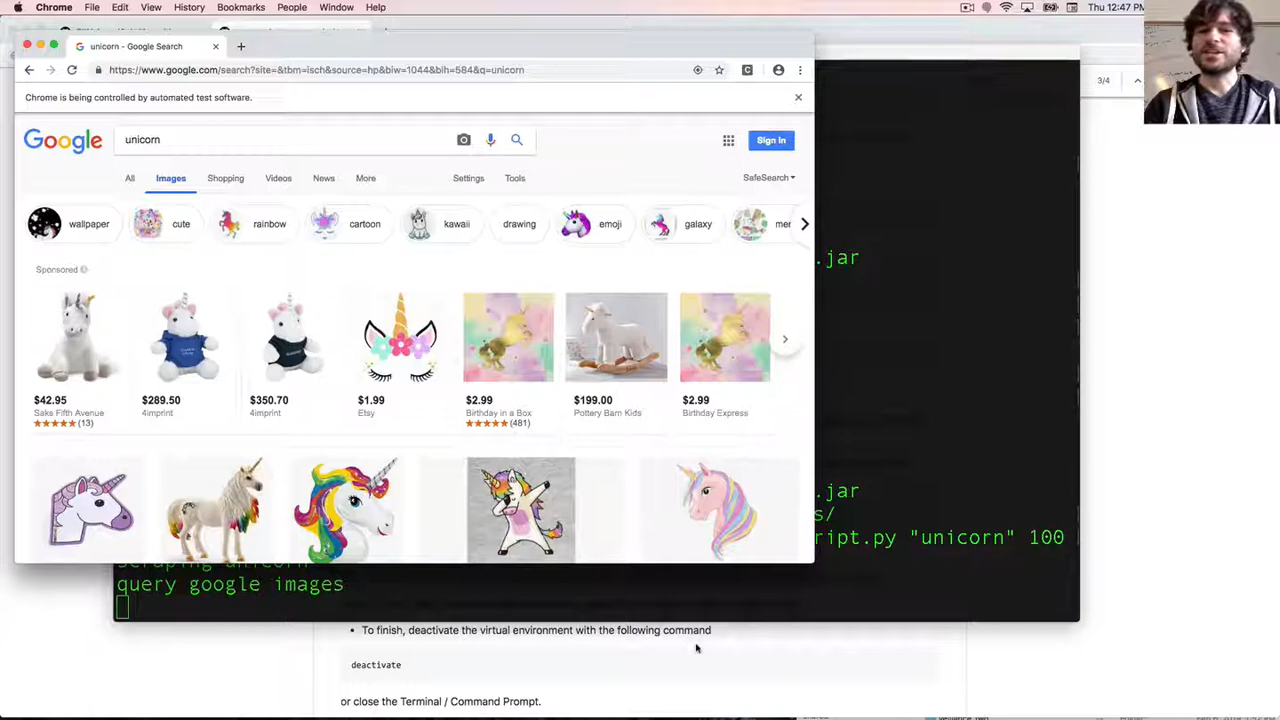 Chrome File Edit View History Bookmarks People Window Help
Thu 12:47
unicorn - Google Search
https://www.google.com/search?site=&tbm=isch&source=hp&biw=1044&bih=584&q=unicorn
3/4
Chrome is being controlled by automated test software.
Google
unicorn
Sign in
All Images Shopping Videos News More Settings Tools SafeSearch
wallpaper cute rainbow cartoon kawaii drawing emoji galaxy
.jar
Sponsored
$42.95 $289.50 $350.70 $1.99 $2.99 $199.00 $2.99
Saks Fifth Avenue 4imprint 4imprint Etsy Birthday in a Box Pottery Barn Kids Birthday Express
(13) (481)
.jar
s/
ript.py "unicorn" 100
scraping unicorn
query google images
• To finish, deactivate the virtual environment with the following command
deactivate
or close the Terminal / Command Prompt.